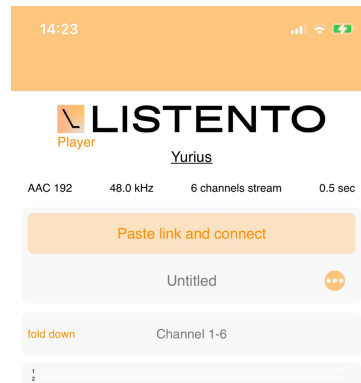 14:23
LISTENTO
Player
Yurius
AAC 192 48.0 kHz 6 channels stream 0.5 sec
Paste link and connect
Untitled
fold down Channel 1-6
1
2